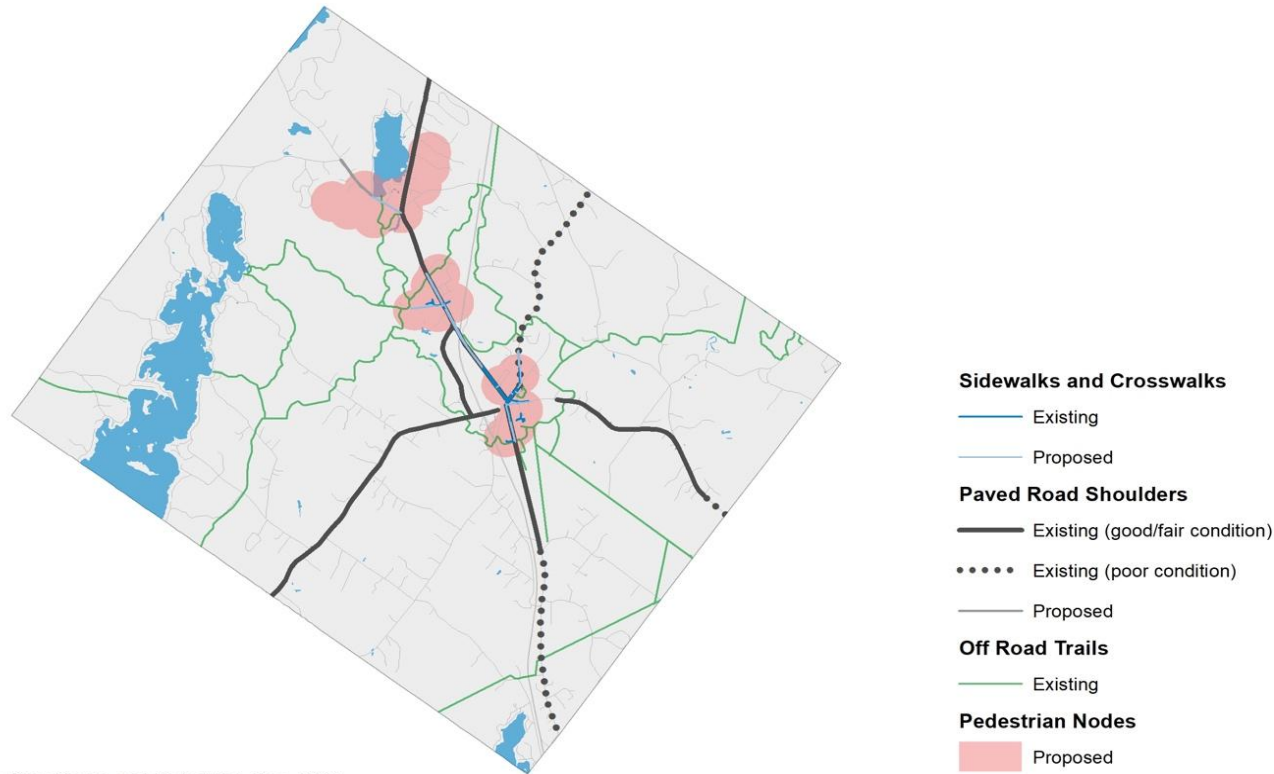 Sidewalks and Crosswalks
Existing
Proposed
Paved Road Shoulders
Existing (good/fair condition)
Existing (poor condition)
Proposed
Off Road Trails
Existing
Pedestrian Nodes
Proposed